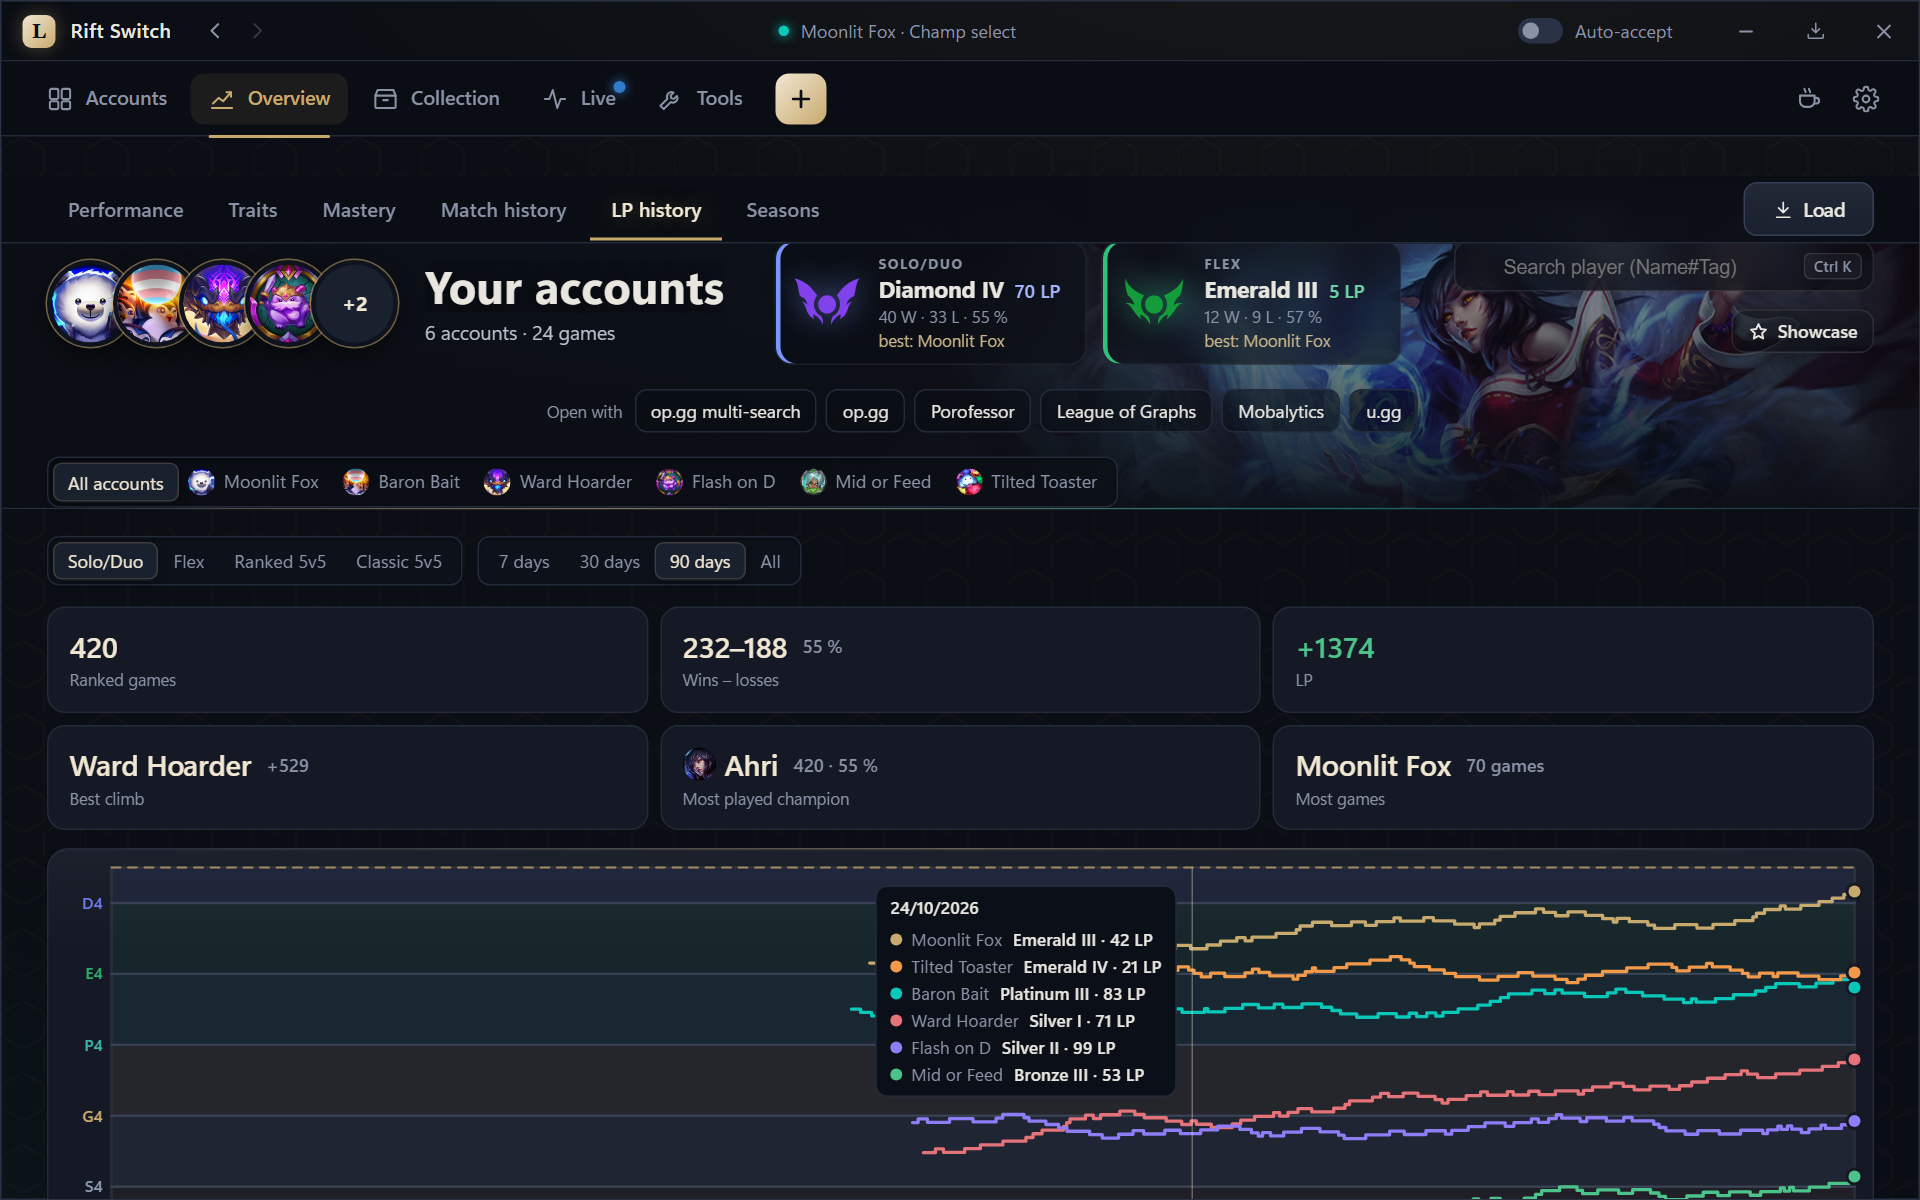 L Rift Switch
Moonlit Fox · Champ select
Auto-accept
Accounts
Overview
Collection
Live
Tools
Performance
Traits
Mastery
Match history
LP history
Seasons
Load
+2
Your accounts
6 accounts · 24 games
SOLO/DUO
Diamond IV 70 LP
40 W · 33 L · 55 %
best: Moonlit Fox
FLEX
Emerald III 5 LP
12 W · 9 L · 57 %
best: Moonlit Fox
Search player (Name#Tag)
Ctrl K
Showcase
Open with
op.gg multi-search
op.gg
Porofessor
League of Graphs
Mobalytics
u.gg
All accounts
Moonlit Fox
Baron Bait
Ward Hoarder
Flash on D
Mid or Feed
Tilted Toaster
Solo/Duo
Flex
Ranked 5v5
Classic 5v5
7 days
30 days
90 days
All
420
Ranked games
232–188 55 %
Wins – losses
+1374
LP
Ward Hoarder +529
Best climb
Ahri 420 · 55 %
Most played champion
Moonlit Fox 70 games
Most games
D4
E4
P4
G4
S4
24/10/2026
Moonlit Fox Emerald III · 42 LP
Tilted Toaster Emerald IV · 21 LP
Baron Bait Platinum III · 83 LP
Ward Hoarder Silver I · 71 LP
Flash on D Silver II · 99 LP
Mid or Feed Bronze III · 53 LP